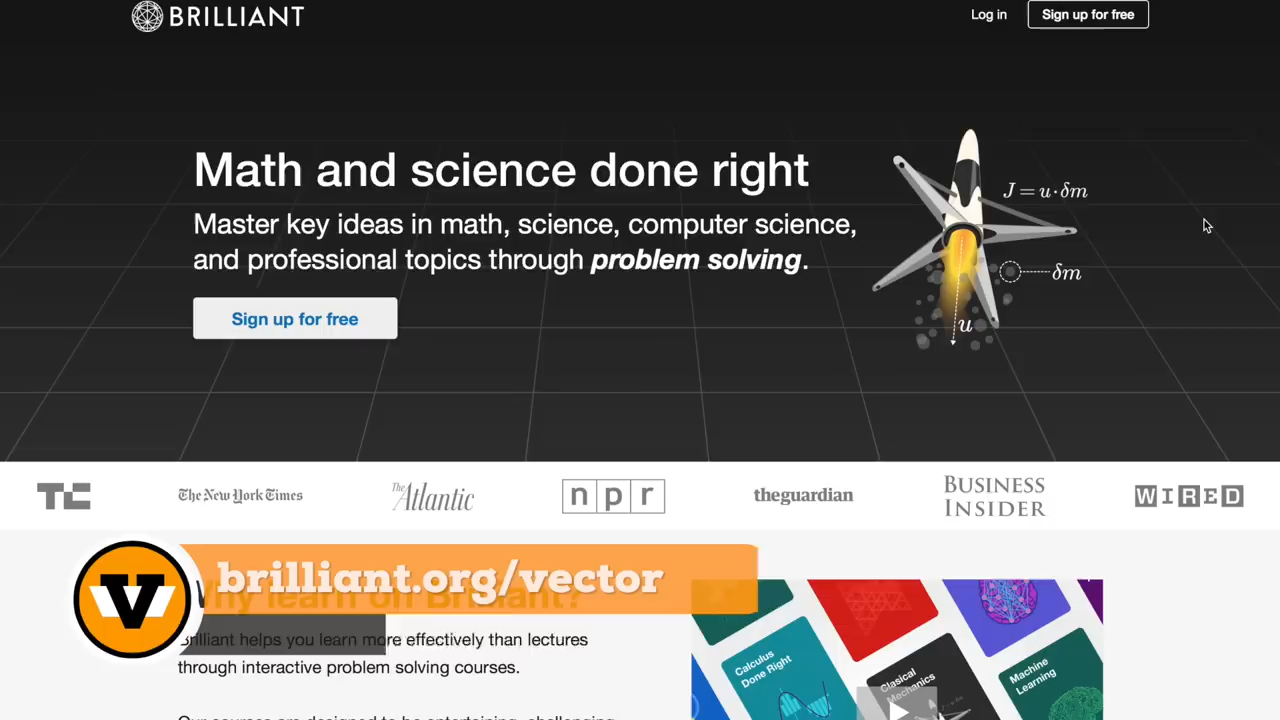 BRILLIANT
Log in
Sign up for free
Math and science done right
Master key ideas in math, science, computer science,
and professional topics through problem solving.
Sign up for free
J = u · δm
δm
u
TC
The New York Times
The Atlantic
npr
theguardian
BUSINESS
INSIDER
WIRED
Why learn on Brilliant?
V
brilliant.org/vector
Brilliant helps you learn more effectively than lectures
through interactive problem solving courses.
Our courses are designed to be entertaining, challenging,
Calculus
Done Right
Clasical
Mechanics
Machine
Learning